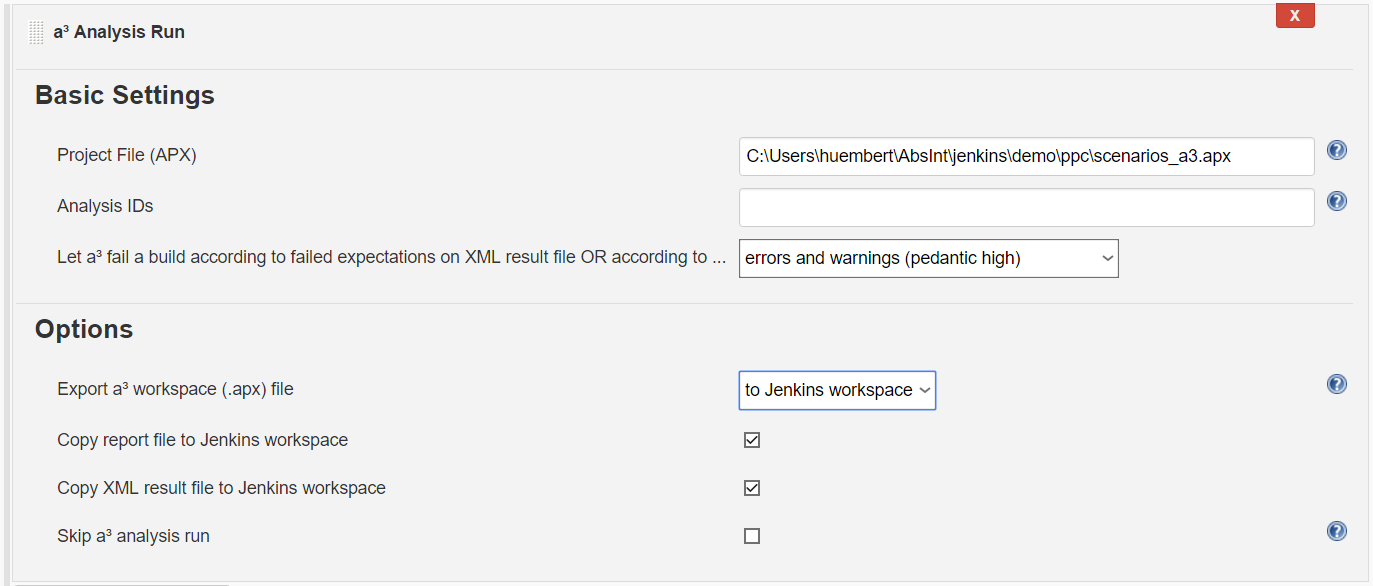 a³ Analysis Run
X
Basic Settings
Project File (APX)
C:\Users\huembert\AbsInt\jenkins\demo\ppc\scenarios_a3.apx
?
Analysis IDs
?
Let a³ fail a build according to failed expectations on XML result file OR according to ...
errors and warnings (pedantic high)
Options
Export a³ workspace (.apx) file
to Jenkins workspace
?
Copy report file to Jenkins workspace
Copy XML result file to Jenkins workspace
Skip a³ analysis run
?